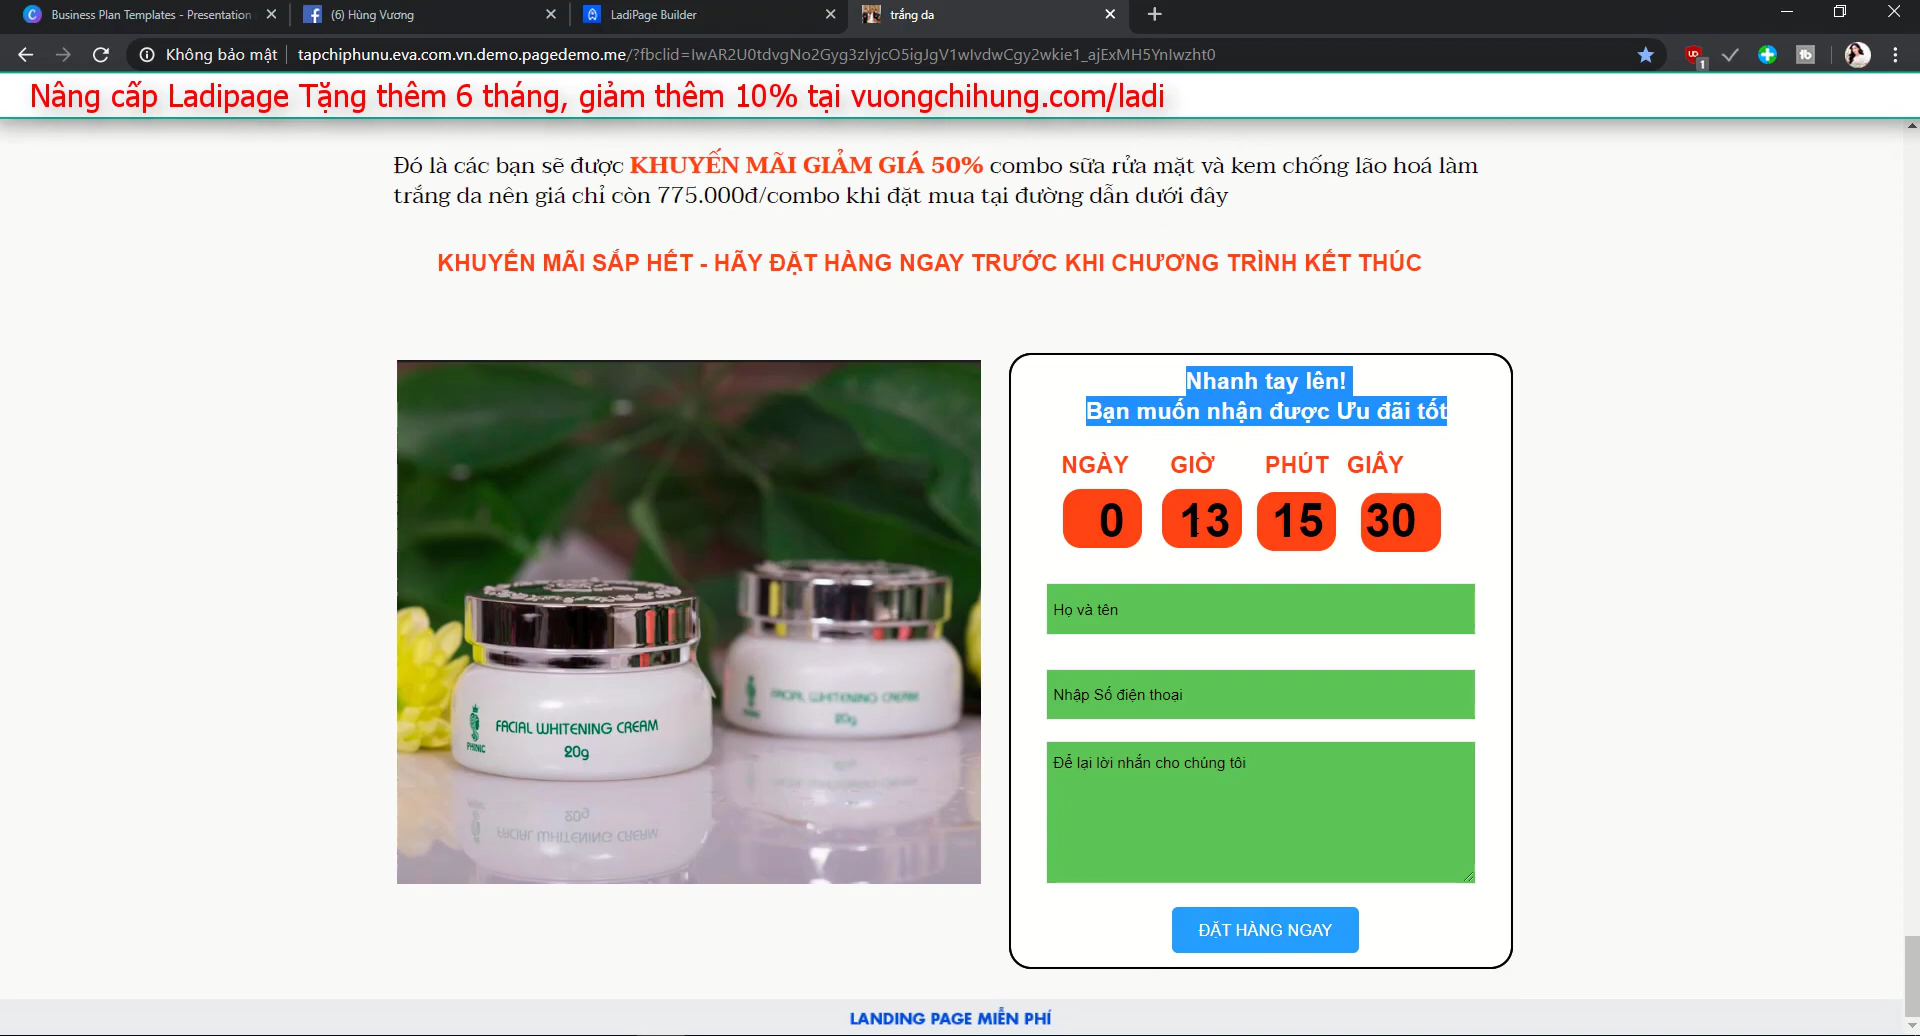 Business Plan Templates - Presentation
(6) Hùng Vương
LadiPage Builder
trắng da
Không bảo mật
tapchiphunu.eva.com.vn.demo.pagedemo.me/?fbclid=IwAR2U0tdvgNo2Gyg3zIyjcO5igJgV1wIvdwCgy2wkie1_ajExMH5YnIwzht0
Nâng cấp Ladipage Tặng thêm 6 tháng, giảm thêm 10% tại vuongchihung.com/ladi
Đó là các bạn sẽ được KHUYẾN MÃI GIẢM GIÁ 50% combo sữa rửa mặt và kem chống lão hoá làm
trắng da nên giá chỉ còn 775.000đ/combo khi đặt mua tại đường dẫn dưới đây
KHUYẾN MÃI SẮP HẾT - HÃY ĐẶT HÀNG NGAY TRƯỚC KHI CHƯƠNG TRÌNH KẾT THÚC
Nhanh tay lên!
Bạn muốn nhận được Ưu đãi tốt
NGÀY GIỜ PHÚT GIÂY
0 13 15 30
Họ và tên
Nhập Số điện thoại
Để lại lời nhắn cho chúng tôi
ĐẶT HÀNG NGAY
PHINIC
FACIAL WHITENING CREAM
20g
FACIAL WHITENING CREAM
20g
LANDING PAGE MIỄN PHÍ